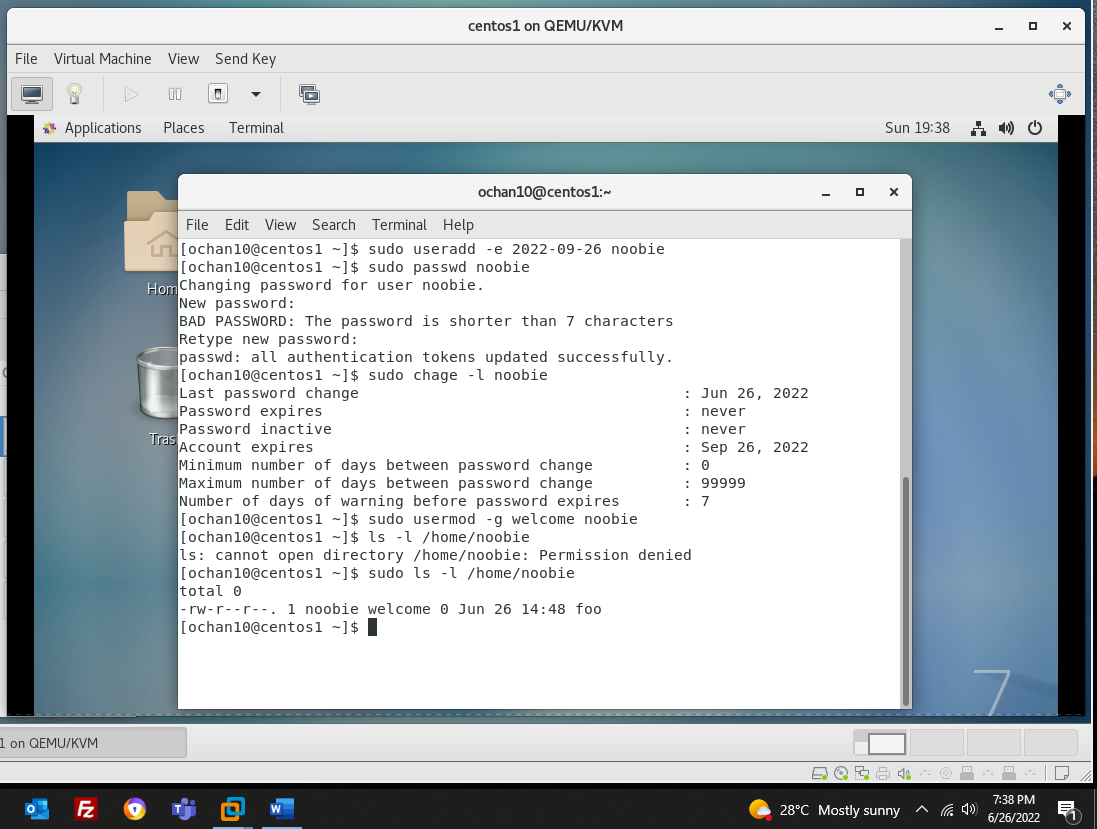 centos1 on QEMU/KVM
File Virtual Machine View Send Key
Applications Places Terminal Sun 19:38
ochan10@centos1:~
File Edit View Search Terminal Help
[ochan10@centos1 ~]$ sudo useradd -e 2022-09-26 noobie
[ochan10@centos1 ~]$ sudo passwd noobie
Changing password for user noobie.
New password:
BAD PASSWORD: The password is shorter than 7 characters
Retype new password:
passwd: all authentication tokens updated successfully.
[ochan10@centos1 ~]$ sudo chage -l noobie
Last password change : Jun 26, 2022
Password expires : never
Password inactive : never
Account expires : Sep 26, 2022
Minimum number of days between password change : 0
Maximum number of days between password change : 99999
Number of days of warning before password expires : 7
[ochan10@centos1 ~]$ sudo usermod -g welcome noobie
[ochan10@centos1 ~]$ ls -l /home/noobie
ls: cannot open directory /home/noobie: Permission denied
[ochan10@centos1 ~]$ sudo ls -l /home/noobie
total 0
-rw-r--r--. 1 noobie welcome 0 Jun 26 14:48 foo
[ochan10@centos1 ~]$
Hom
Tras
7
1 on QEMU/KVM
28°C Mostly sunny
7:38 PM
6/26/2022
1